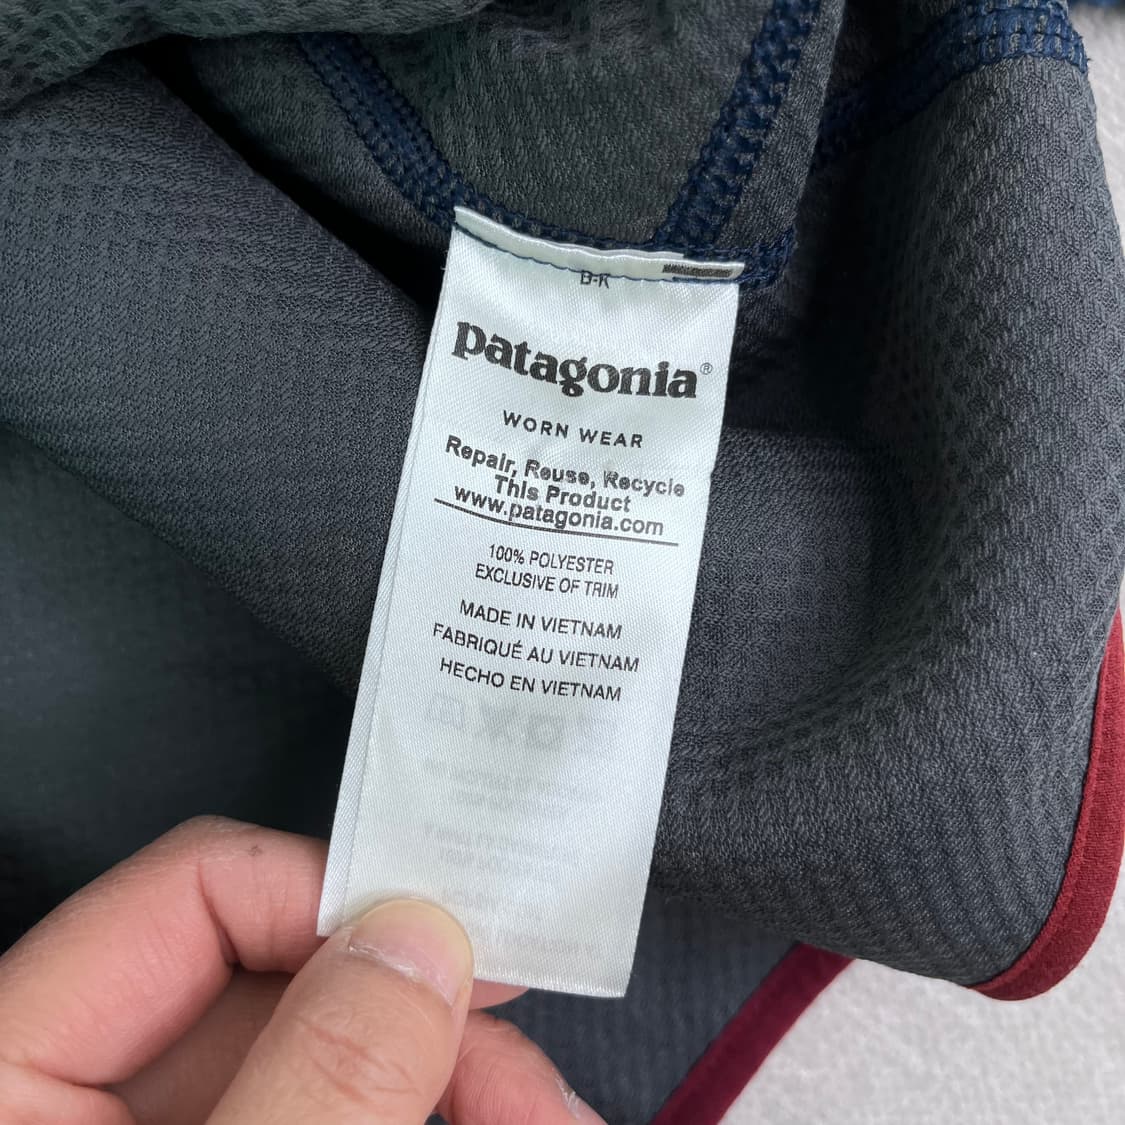 B-K
patagonia®
WORN WEAR
Repair, Reuse, Recycle
This Product
www.patagonia.com
100% POLYESTER
EXCLUSIVE OF TRIM
MADE IN VIETNAM
FABRIQUÉ AU VIETNAM
HECHO EN VIETNAM